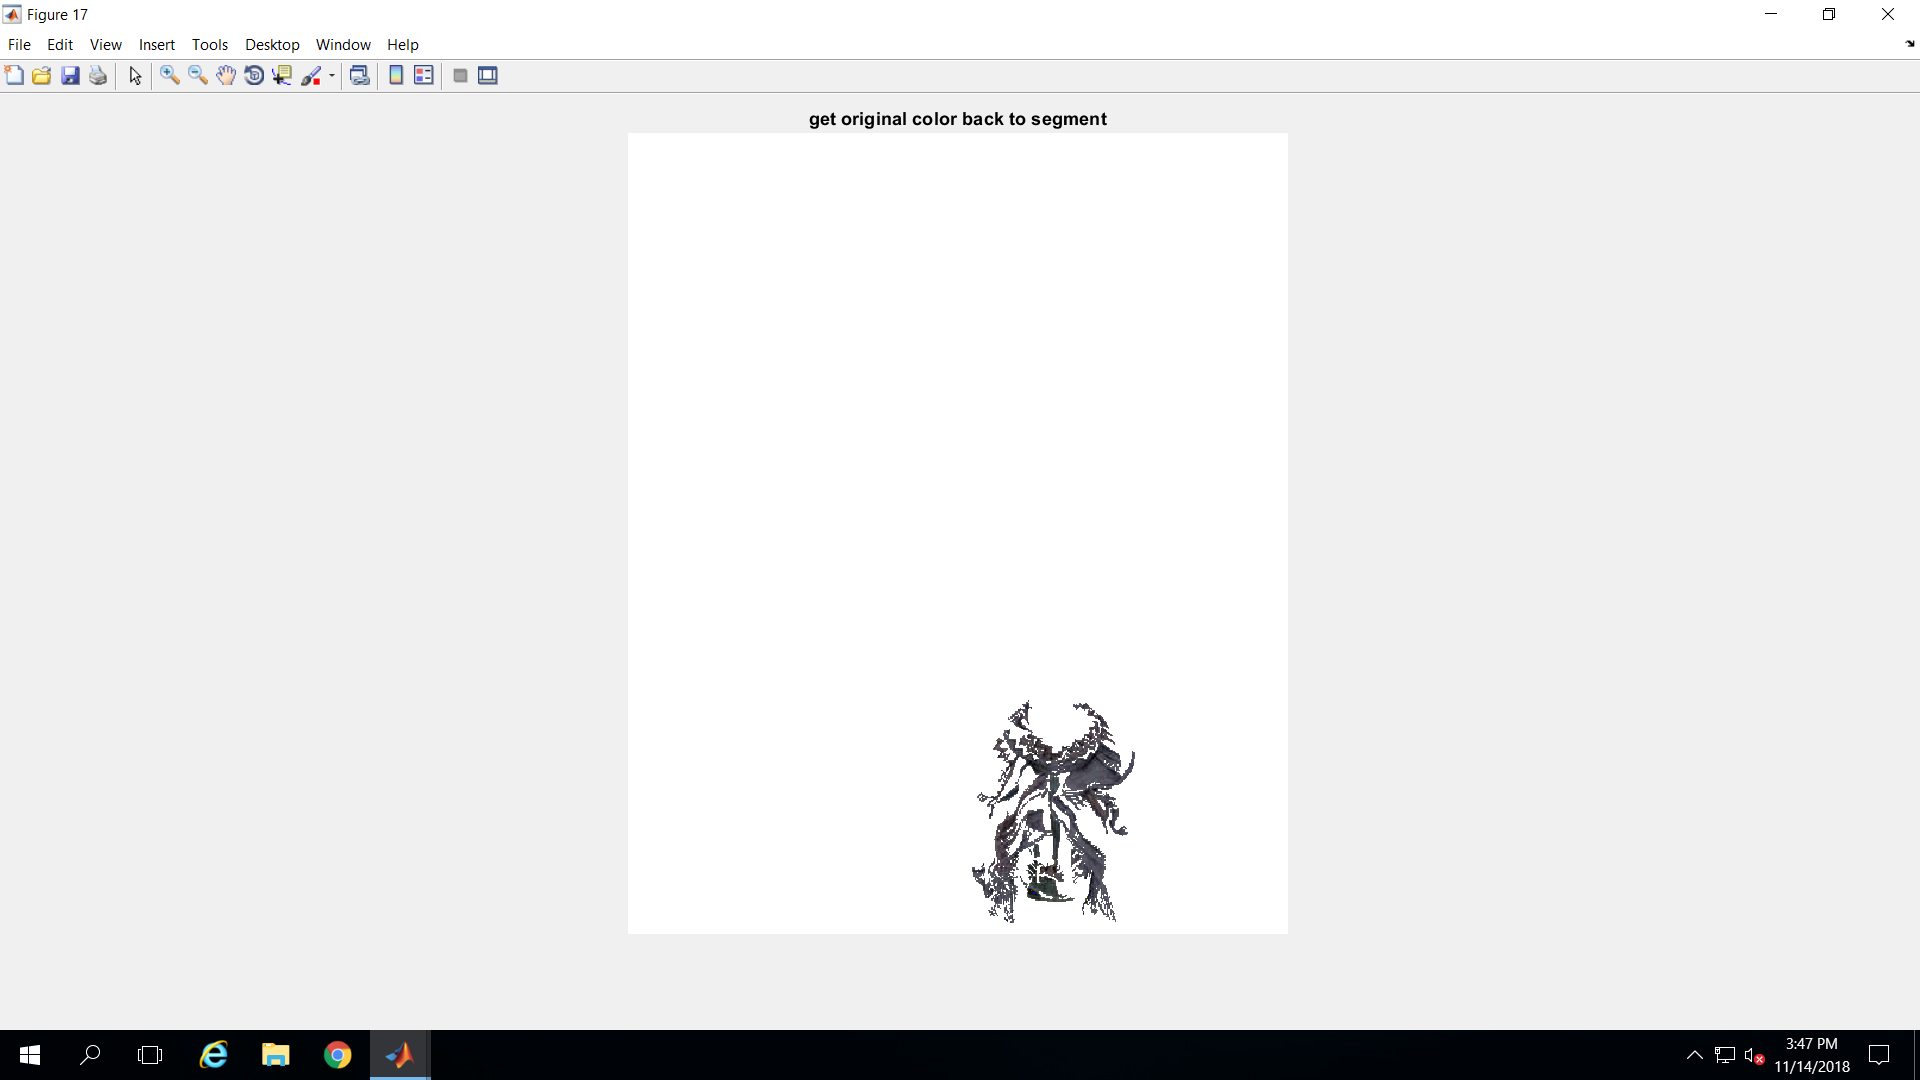 Figure 17
File Edit View Insert Tools Desktop Window Help
get original color back to segment
3:47 PM
11/14/2018